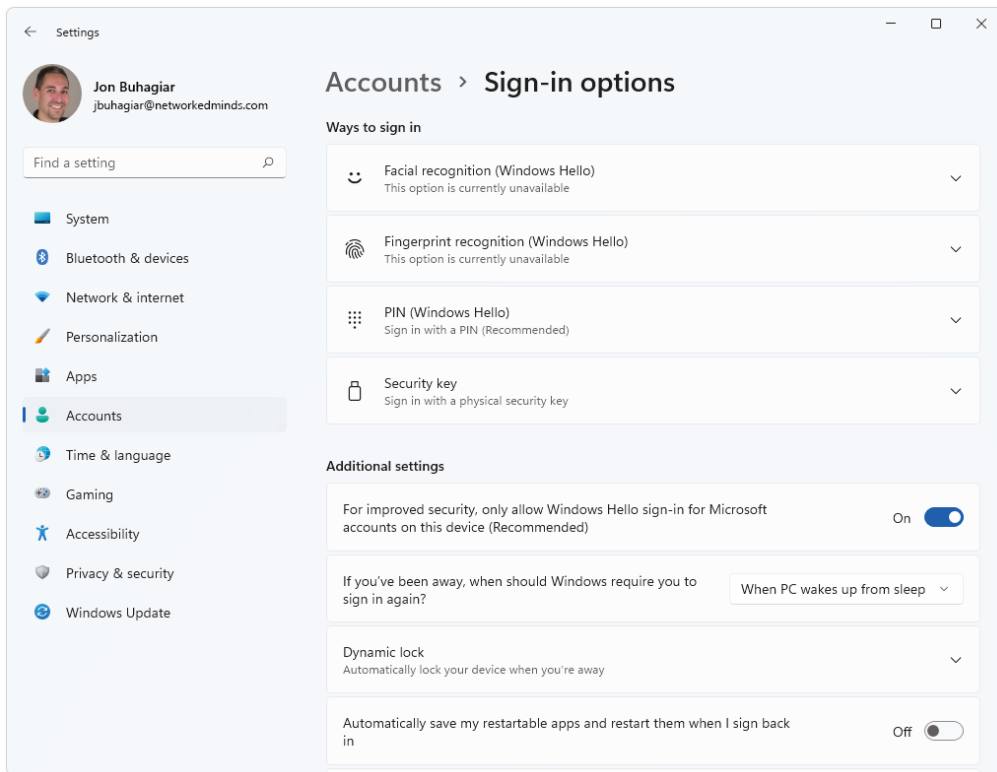 Settings
Jon Buhagiar
jbuhagiar@networkedminds.com
Find a setting
System
Bluetooth & devices
Network & internet
Personalization
Apps
Accounts
Time & language
Gaming
Accessibility
Privacy & security
Windows Update
Accounts > Sign-in options
Ways to sign in
Facial recognition (Windows Hello)
This option is currently unavailable
Fingerprint recognition (Windows Hello)
This option is currently unavailable
PIN (Windows Hello)
Sign in with a PIN (Recommended)
Security key
Sign in with a physical security key
Additional settings
For improved security, only allow Windows Hello sign-in for Microsoft
accounts on this device (Recommended)
On
If you've been away, when should Windows require you to
sign in again?
When PC wakes up from sleep
Dynamic lock
Automatically lock your device when you're away
Automatically save my restartable apps and restart them when I sign back
in
Off